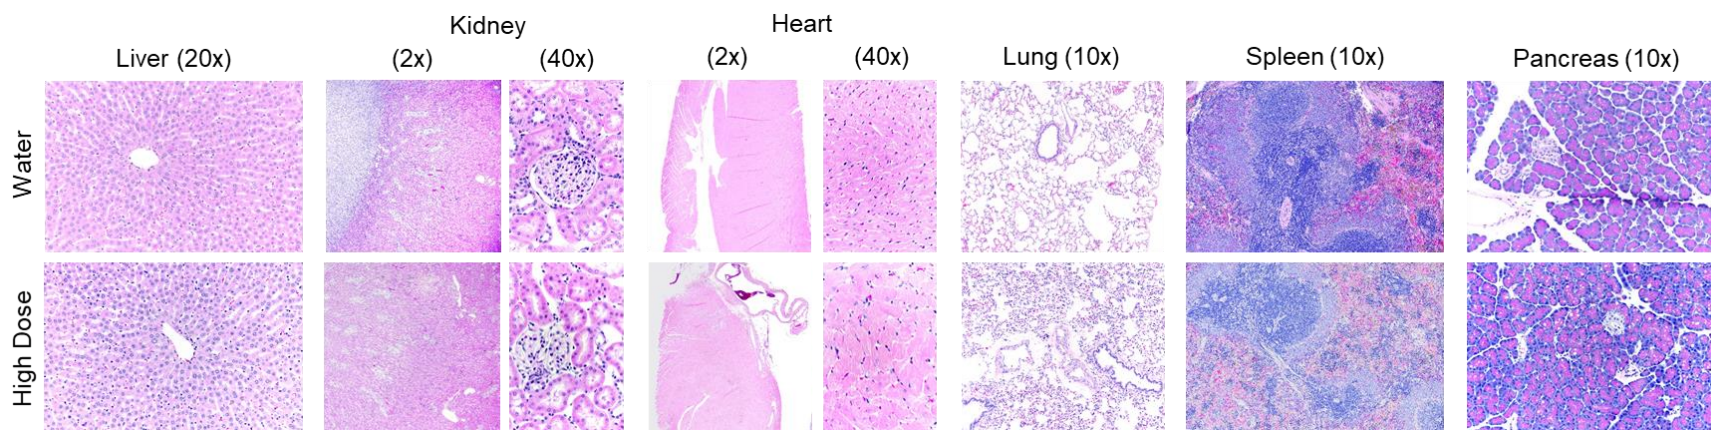 Kidney
Heart
Liver (20x)
(2x)
(40x)
(2x)
(40x)
Lung (10x)
Spleen (10x)
Pancreas (10x)
Water
High Dose